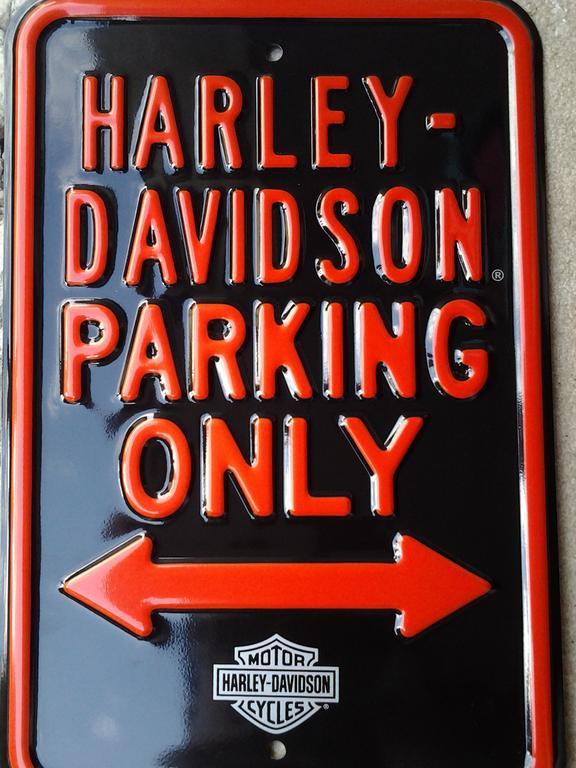 HARLEY-
DAVIDSON®
PARKING
ONLY
MOTOR
HARLEY-DAVIDSON
CYCLES®